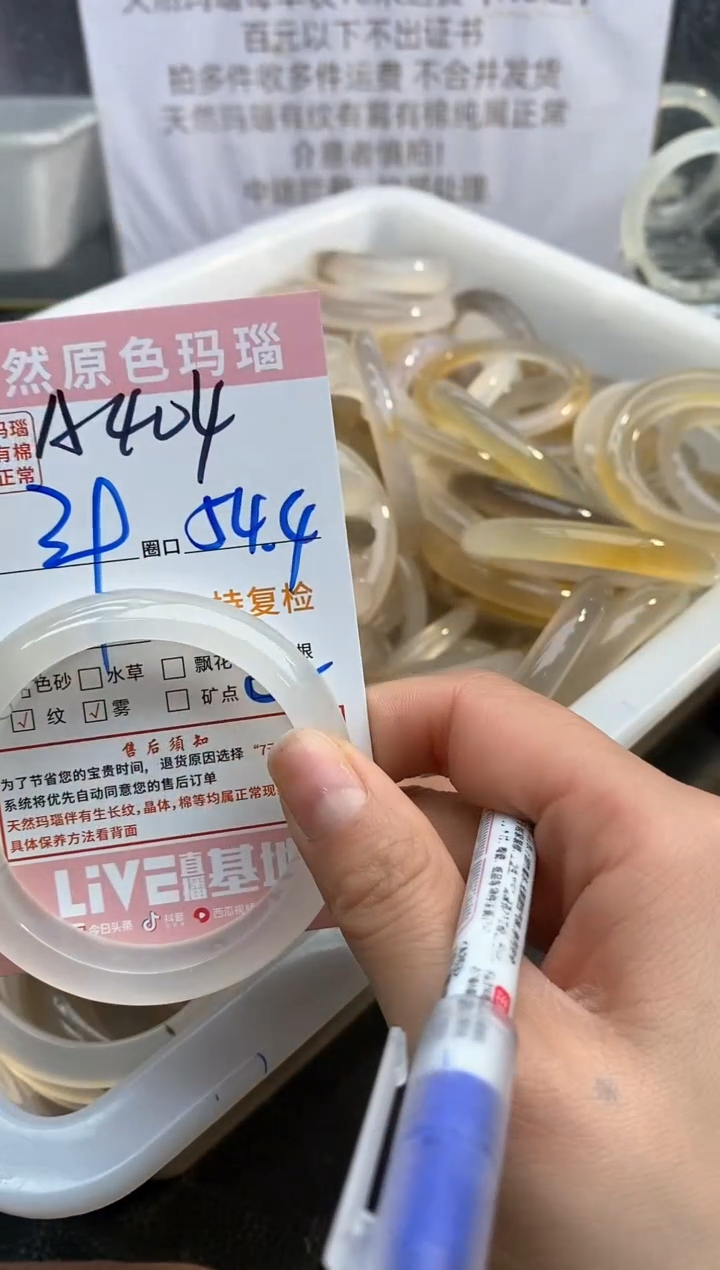 百元以下不出证书
拍多件收多件运费 不合并发货
天然玛瑙有纹有雾有棉纯属正常
介意者慎拍!
然原色玛瑙
A404
玛瑙
有棉
正常
圈口 54.4
持复检
色砂 水草 飘花 根
纹 雾 矿点
售后须知
为了节省您的宝贵时间,退货原因选择“7
系统将优先自动同意您的售后订单
天然玛瑙伴有生长纹,晶体,棉等均属正常现
具体保养方法看背面
LiVE直播基地
今日头条 抖音 西瓜视频